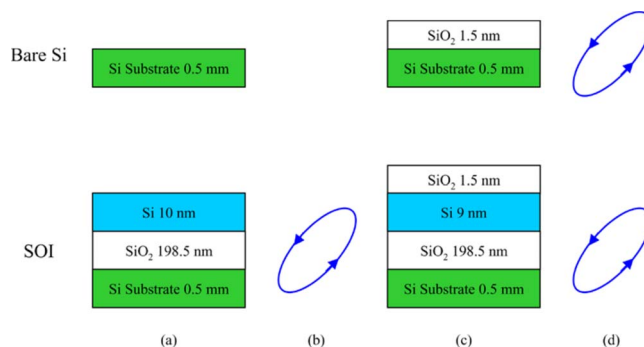 Bare Si
Si Substrate 0.5 mm
SiO₂ 1.5 nm
Si Substrate 0.5 mm
SOI
Si 10 nm
SiO₂ 198.5 nm
Si Substrate 0.5 mm
SiO₂ 1.5 nm
Si 9 nm
SiO₂ 198.5 nm
Si Substrate 0.5 mm
(a) (b) (c) (d)